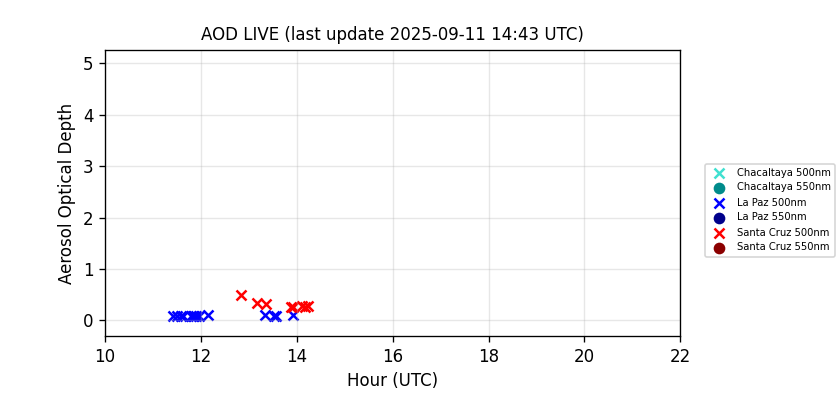 AOD LIVE (last update 2025-09-11 14:43 UTC)
Aerosol Optical Depth
5
4
3
2
1
0
10 12 14 16 18 20 22
Hour (UTC)
Chacaltaya 500nm
Chacaltaya 550nm
La Paz 500nm
La Paz 550nm
Santa Cruz 500nm
Santa Cruz 550nm